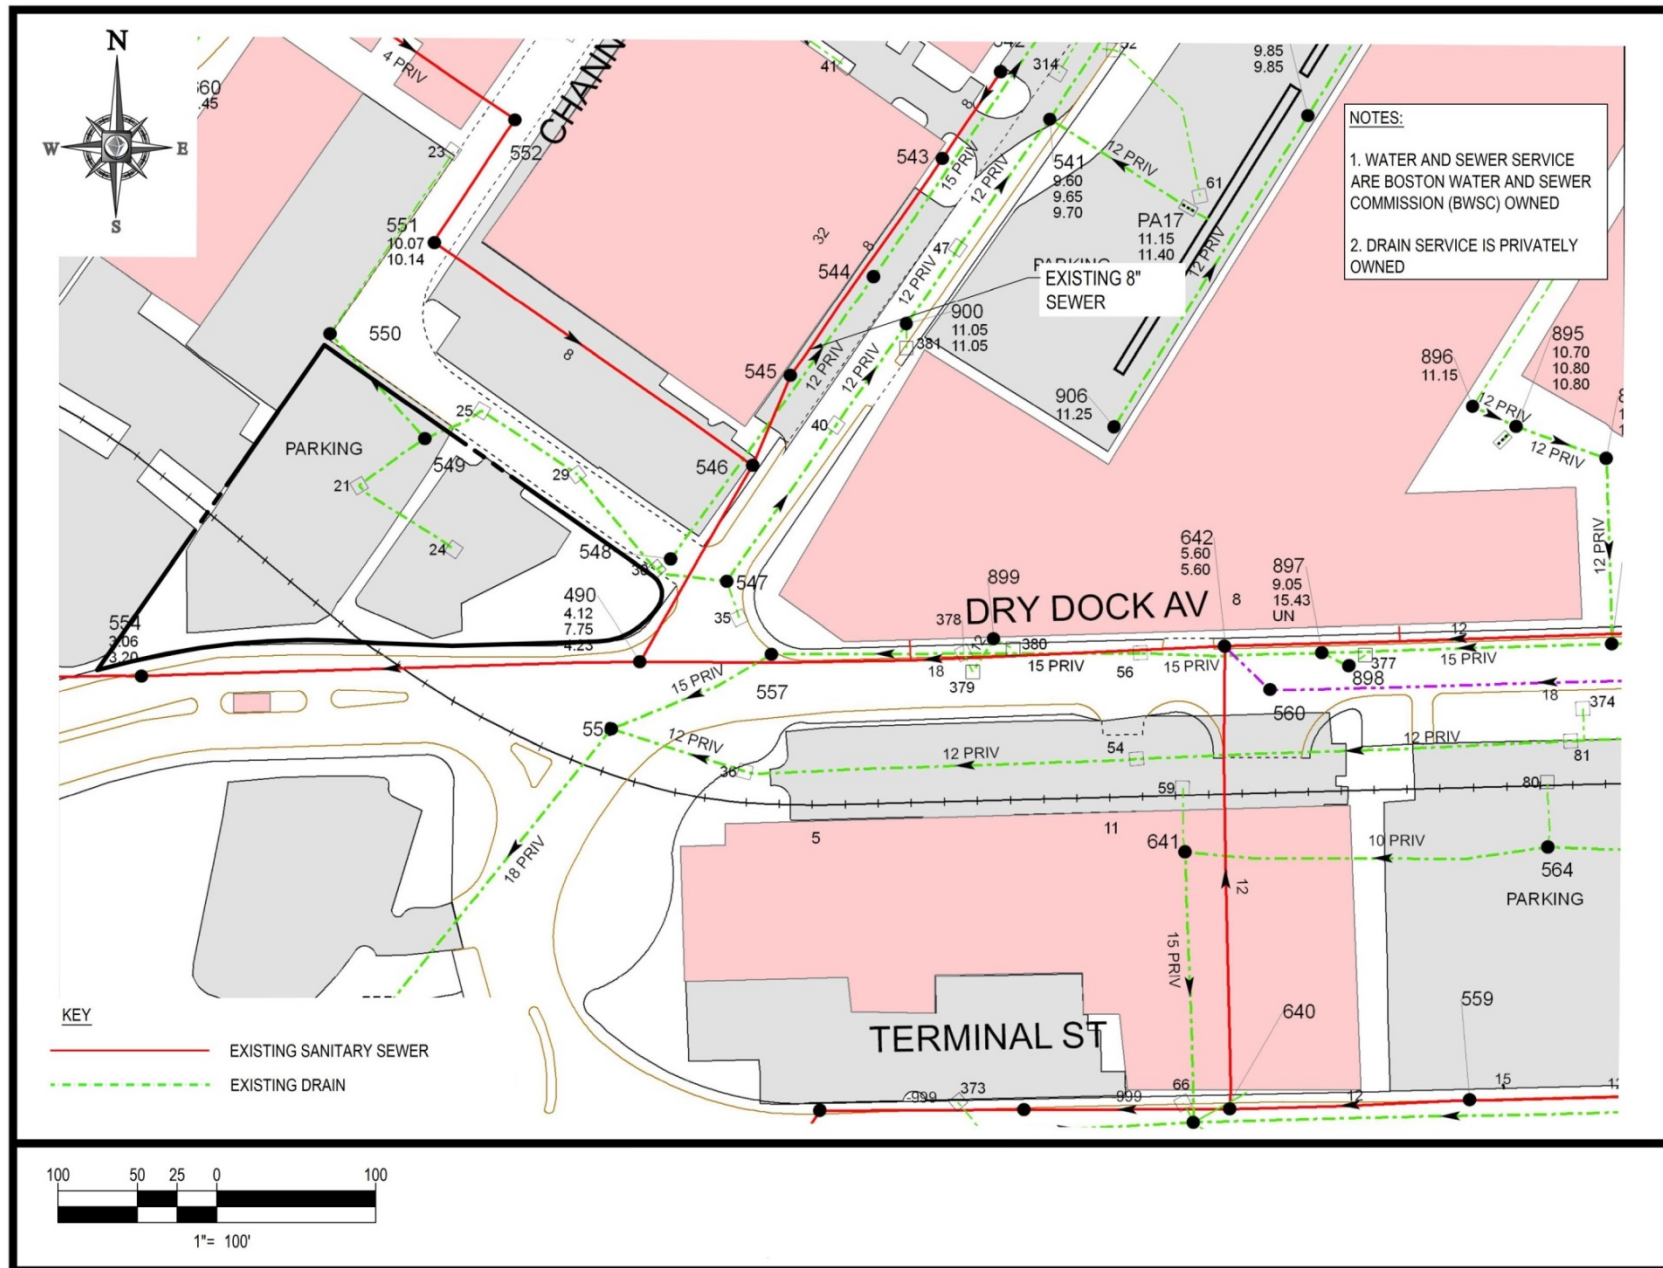 N
W
E
S
4 PRIV
CHANN
41
314
9.85
9.85
NOTES:
1. WATER AND SEWER SERVICE
ARE BOSTON WATER AND SEWER
COMMISSION (BWSC) OWNED
2. DRAIN SERVICE IS PRIVATELY
OWNED
8
23
552
543
15 PRIV
12 PRIV
541
9.60
9.65
9.70
12 PRIV
61
PA17
11.15
11.40
12 PRIV
551
10.07
10.14
32
8
47
544
12 PRIV
EXISTING 8"
SEWER
900
11.05
11.05
381
550
8
545
12 PRIV
12 PRIV
906
11.25
896
11.15
895
10.70
10.80
10.80
12 PRIV
12 PRIV
25
40
PARKING
549
29
546
21
24
548
547
35
12 PRIV
490
4.12
7.75
4.23
642
5.60
5.60
897
9.05
15.43
UN
899
DRY DOCK AV
8
378
12
380
12
18
379
15 PRIV
56
15 PRIV
377
898
15 PRIV
15 PRIV
557
560
18
374
55
12 PRIV
36
12 PRIV
54
12 PRIV
81
59
80
5
11
641
10 PRIV
564
18 PRIV
12
PARKING
15 PRIV
559
640
KEY
TERMINAL ST
EXISTING SANITARY SEWER
EXISTING DRAIN
999
373
999
66
12
15
100
50
25
0
100
1"= 100'